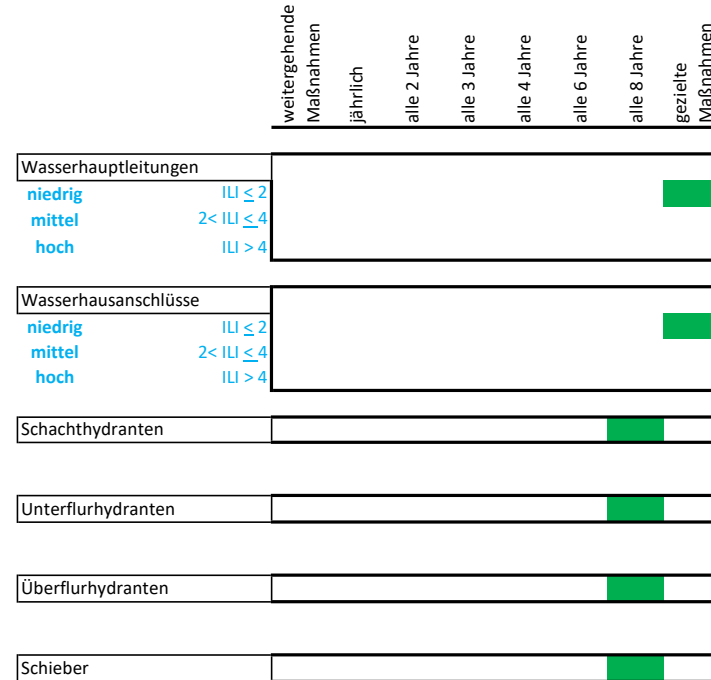 weitergehende
Maßnahmen
jährlich
alle 2 Jahre
alle 3 Jahre
alle 4 Jahre
alle 6 Jahre
alle 8 Jahre
gezielte
Maßnahmen
Wasserhauptleitungen
niedrig ILI ≤ 2
mittel 2< ILI ≤ 4
hoch ILI > 4
Wasserhausanschlüsse
niedrig ILI ≤ 2
mittel 2< ILI ≤ 4
hoch ILI > 4
Schachthydranten
Unterflurhydranten
Überflurhydranten
Schieber